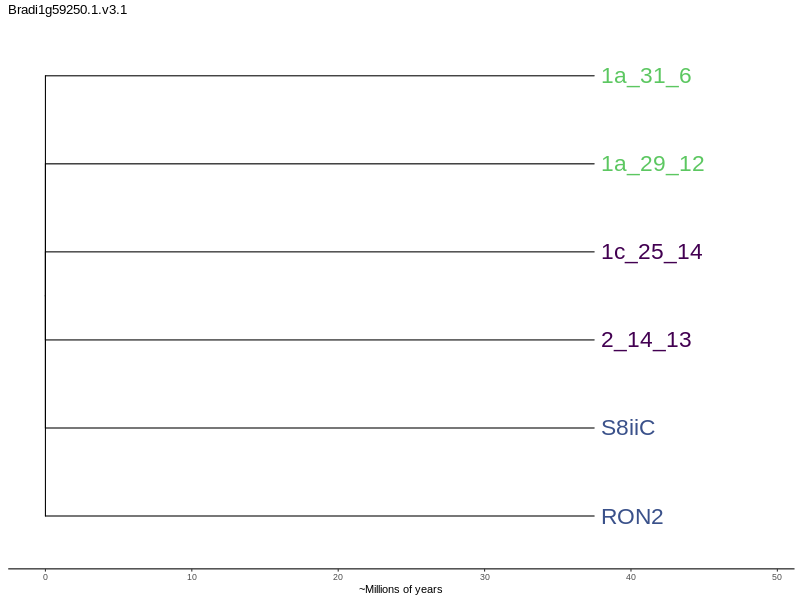 Bradi1g59250.1.v3.1
1a_31_6
1a_29_12
1c_25_14
2_14_13
S8iiC
RON2
0 10 20 30 40 50
~Millions of years